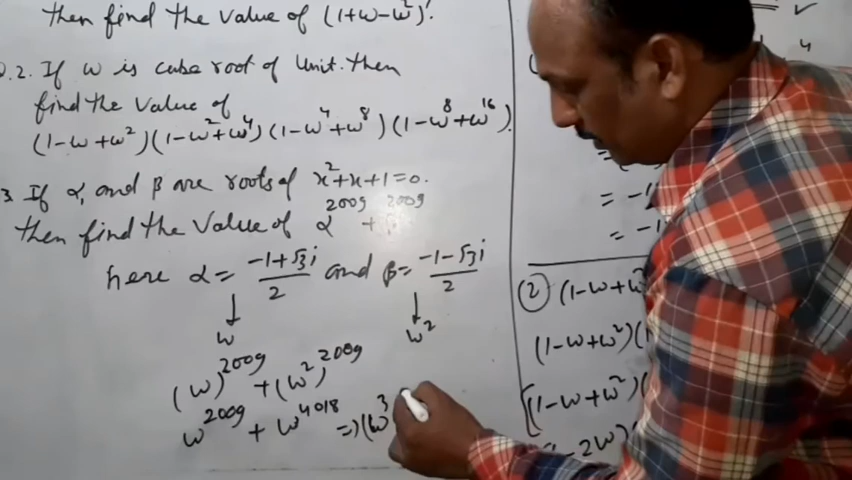 then find the value of (1+ω-ω²)
.2. If ω is cube root of Unit. then
find the Value of
(1-ω+ω²)(1-ω²+ω⁴)(1-ω⁴+ω⁸)(1-ω⁸+ω¹⁶).
3. If α, and β are roots of x²+x+1=0.
then find the Value of α²⁰⁰⁹ + β²⁰⁰⁹
here α = (-1+√3i)/2 and β = (-1-√3i)/2
↓ ↓
ω ω²
(ω)²⁰⁰⁹ + (ω²)²⁰⁰⁹
ω²⁰⁰⁹ + ω⁴⁰¹⁸ ⇒ (ω³
② (1-ω+ω²
(1-ω+ω²)(1
(1-ω+ω²)(
-2ω)(